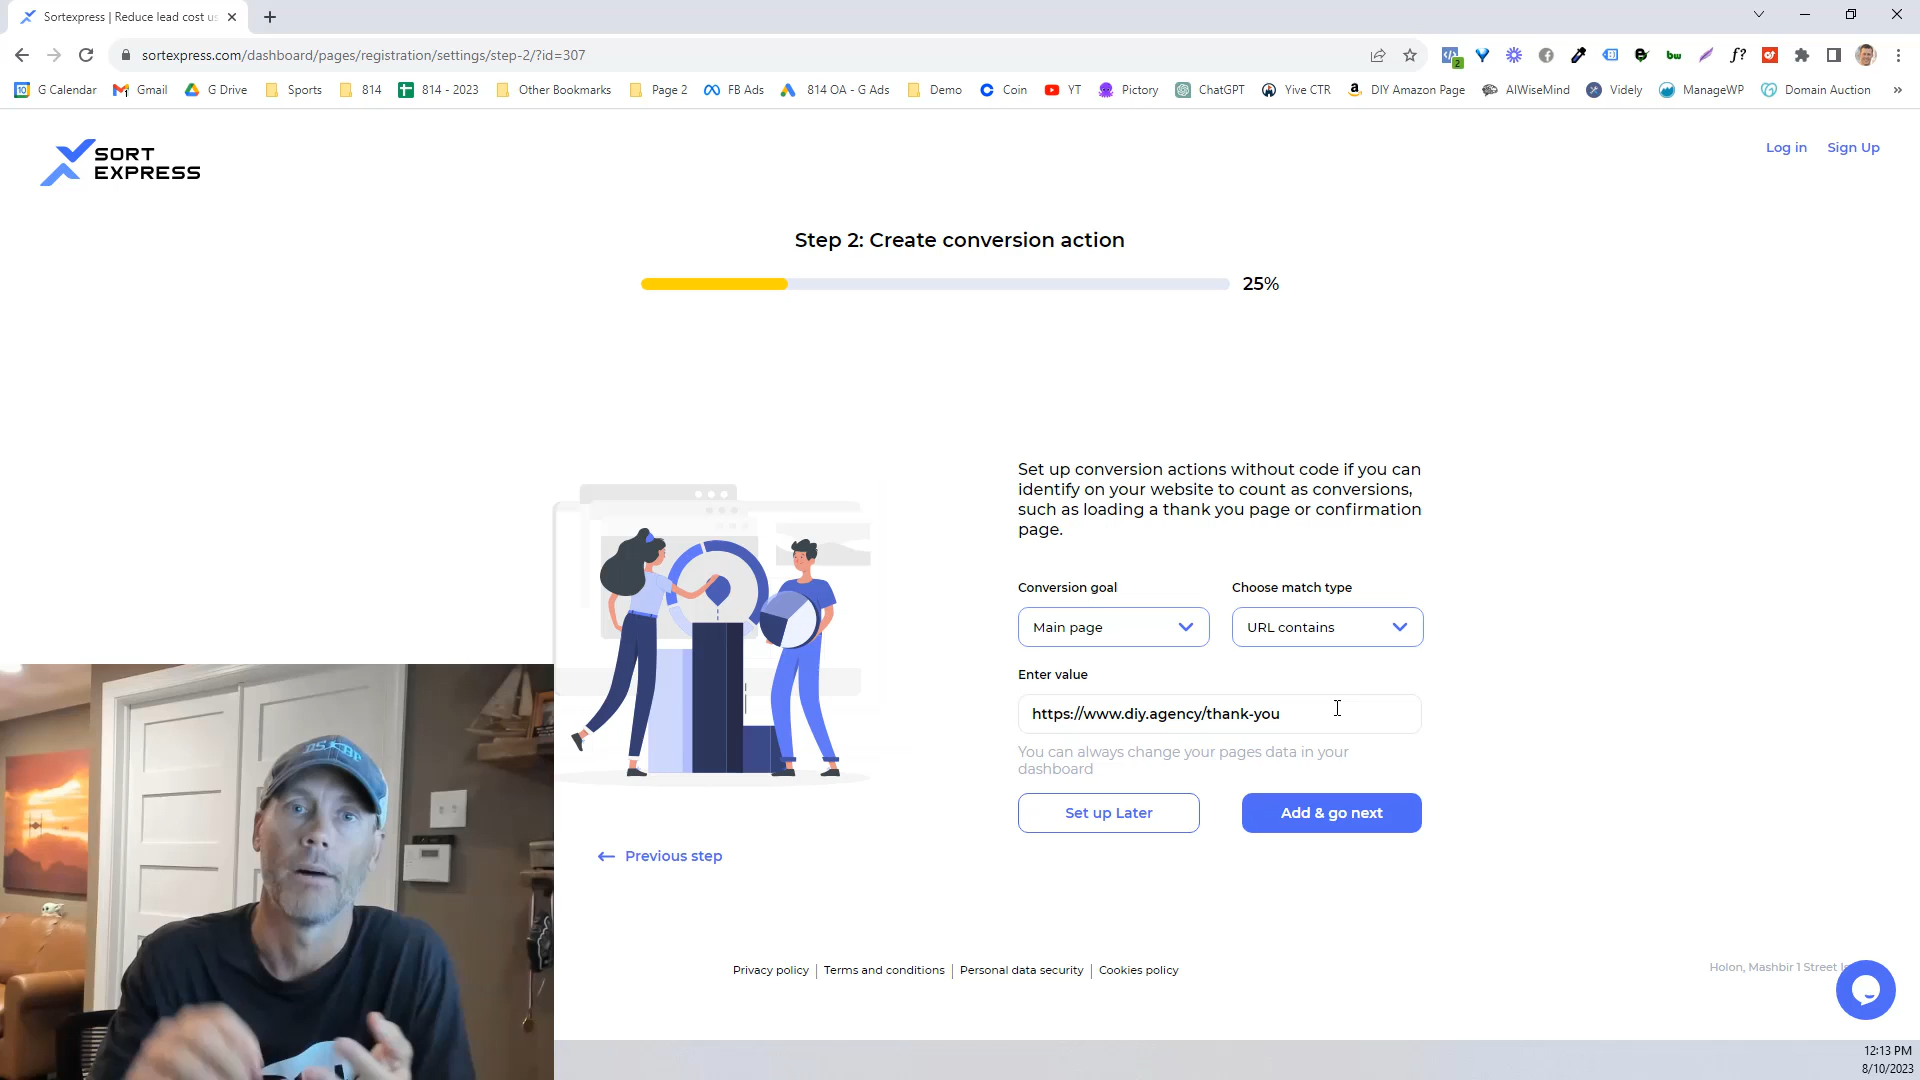 Sortexpress | Reduce lead cost us
sortexpress.com/dashboard/pages/registration/settings/step-2/?id=307
G Calendar
Gmail
G Drive
Sports
814
814 - 2023
Other Bookmarks
Page 2
FB Ads
814 OA - G Ads
Demo
Coin
YT
Pictory
ChatGPT
Yive CTR
DIY Amazon Page
AIWiseMind
Videly
ManageWP
Domain Auction
SORT
EXPRESS
Log in
Sign Up
Step 2: Create conversion action
25%
Set up conversion actions without code if you can
identify on your website to count as conversions,
such as loading a thank you page or confirmation
page.
Conversion goal
Choose match type
Main page
URL contains
Enter value
https://www.diy.agency/thank-you
You can always change your pages data in your
dashboard
Set up Later
Add & go next
Previous step
Privacy policy
Terms and conditions
Personal data security
Cookies policy
Holon, Mashbir 1 Street
12:13 PM
8/10/2023